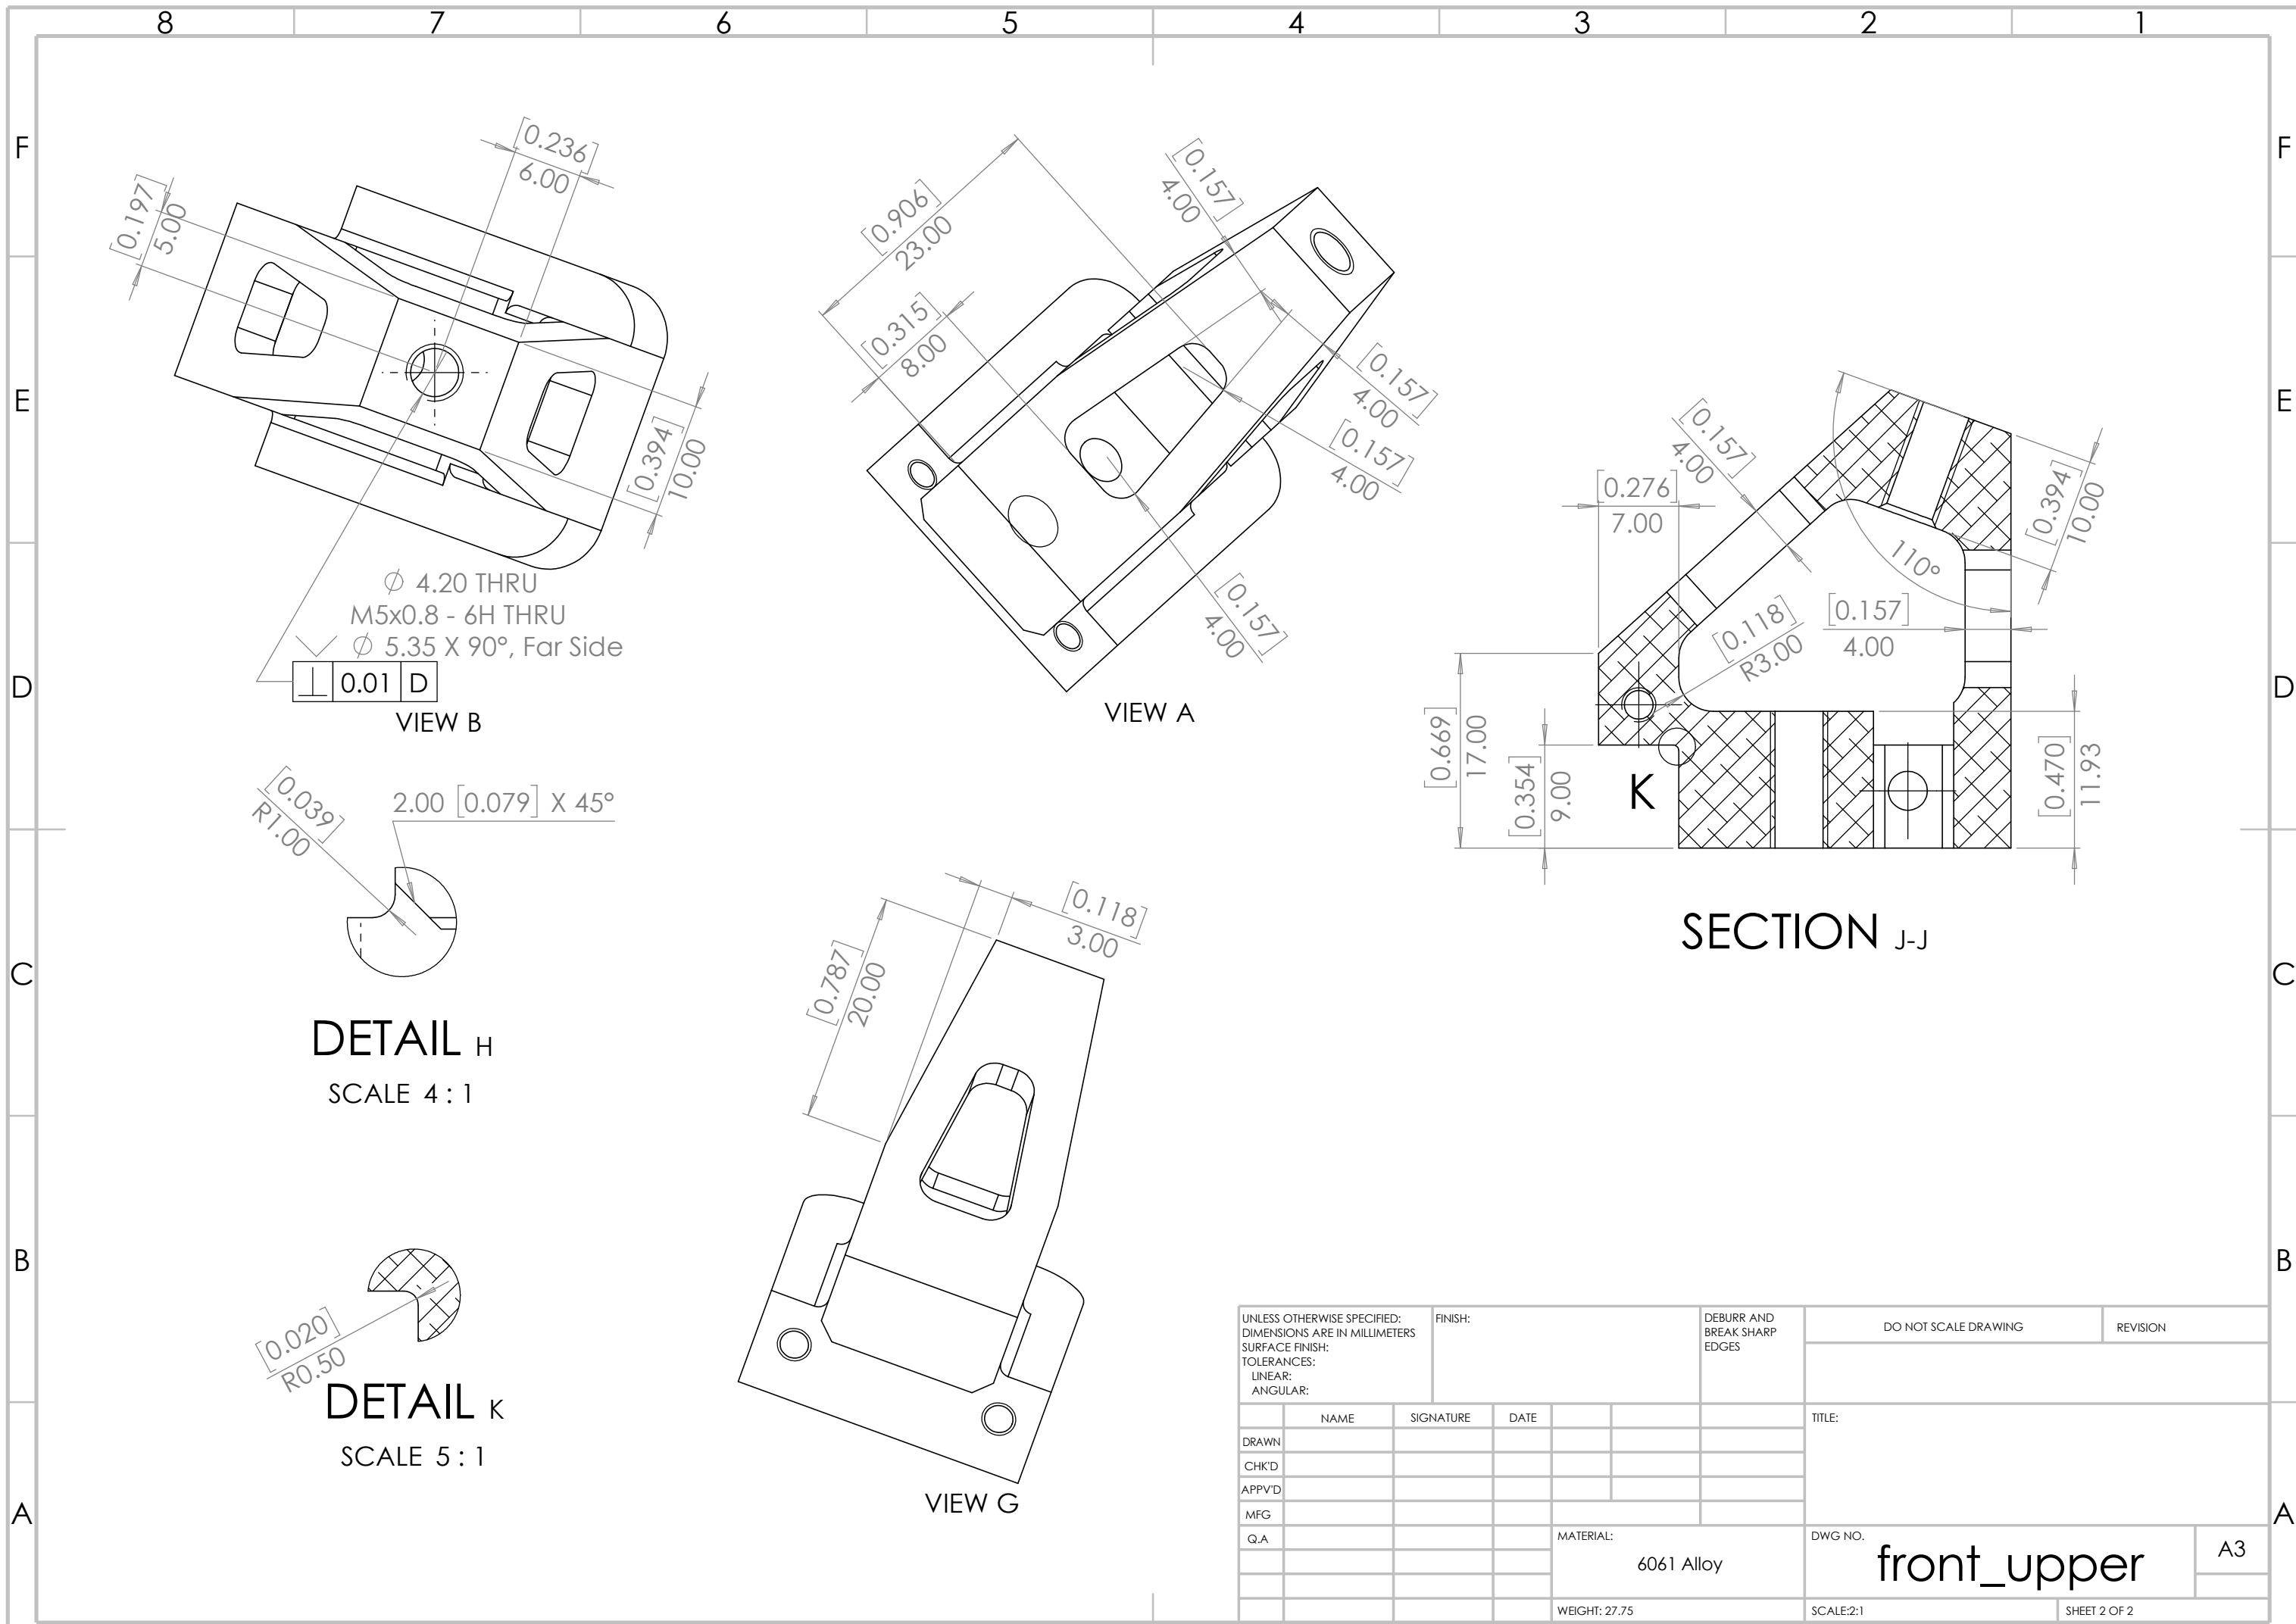 8 7 6 5 4 3 2 1
F F
E E
D D
C C
B B
A A
[0.236]
6.00
[0.197]
5.00
[0.394]
10.00
⌀ 4.20 THRU
M5x0.8 - 6H THRU
⌵ ⌀ 5.35 X 90°, Far Side
⊥ 0.01 D
VIEW B
[0.906]
23.00
[0.315]
8.00
[0.157]
4.00
[0.157]
4.00
[0.157]
4.00
[0.157]
4.00
VIEW A
[0.157]
4.00
[0.276]
7.00
[0.394]
10.00
110°
[0.118]
R3.00
[0.157]
4.00
[0.669]
17.00
[0.354]
9.00
K
[0.470]
11.93
SECTION J-J
[0.039]
R1.00
2.00 [0.079] X 45°
DETAIL H
SCALE 4 : 1
[0.118]
3.00
[0.787]
20.00
VIEW G
[0.020]
R0.50
DETAIL K
SCALE 5 : 1
UNLESS OTHERWISE SPECIFIED:
DIMENSIONS ARE IN MILLIMETERS
SURFACE FINISH:
TOLERANCES:
LINEAR:
ANGULAR:
FINISH:
DEBURR AND
BREAK SHARP
EDGES
DO NOT SCALE DRAWING
REVISION
NAME SIGNATURE DATE
DRAWN
CHK'D
APPV'D
MFG
Q.A
TITLE:
MATERIAL:
6061 Alloy
DWG NO.
front_upper
A3
WEIGHT: 27.75
SCALE:2:1
SHEET 2 OF 2